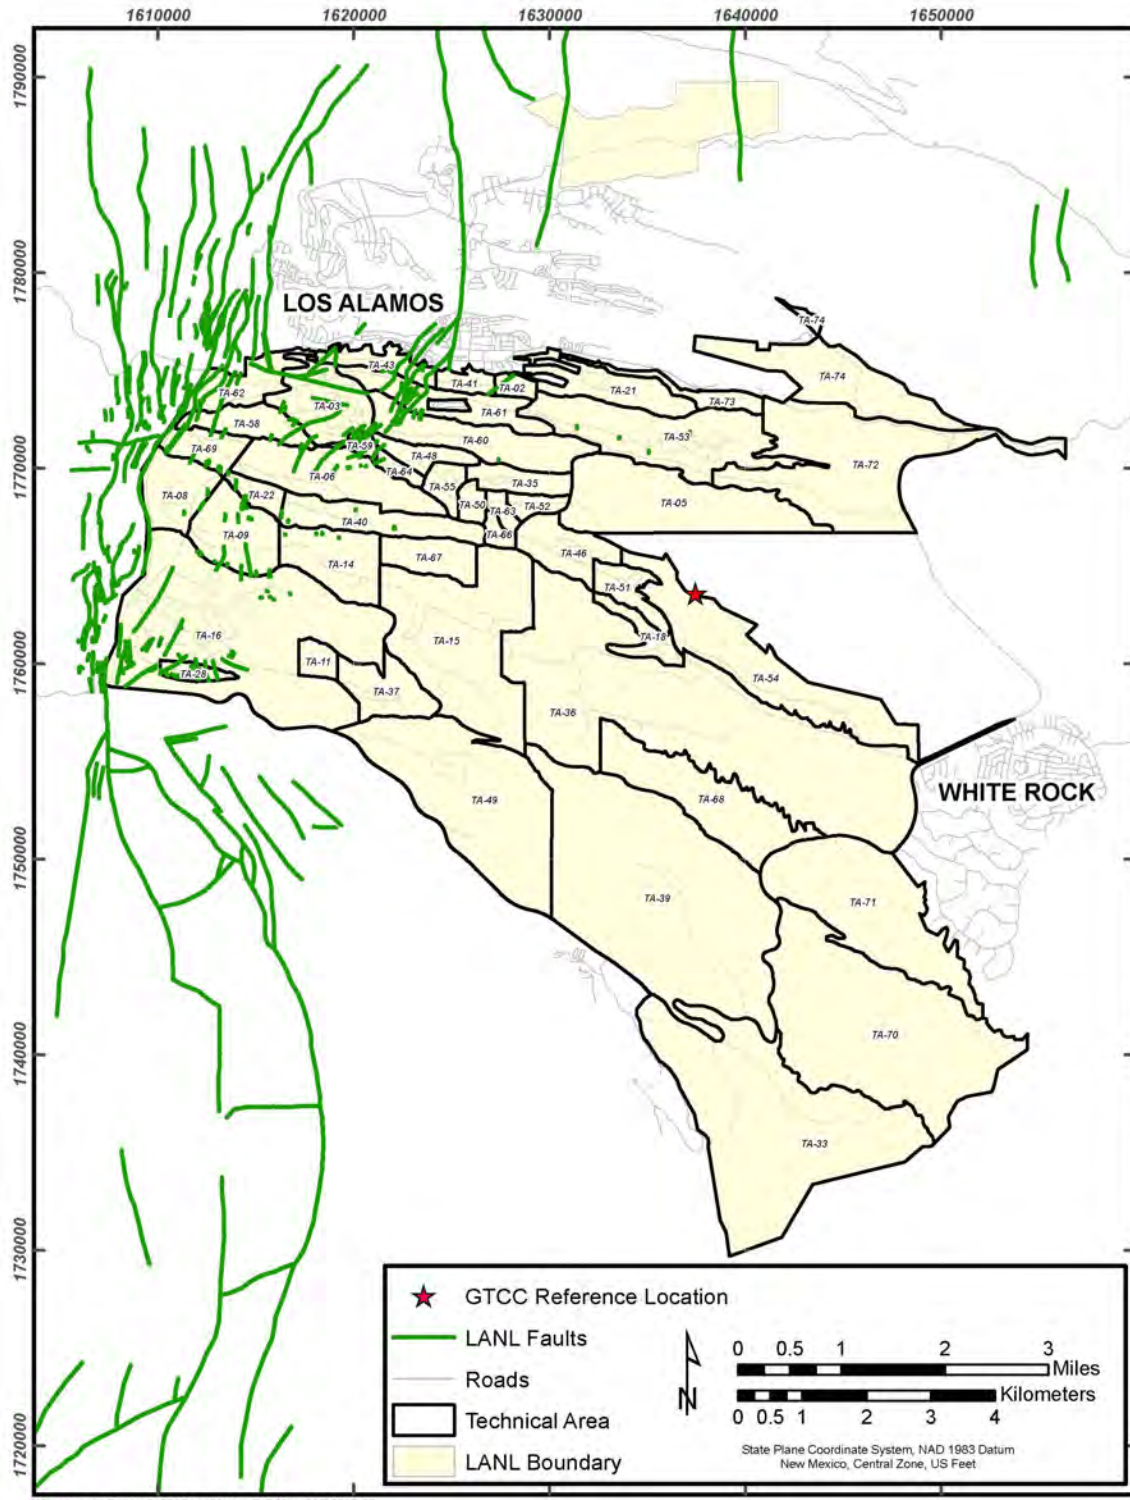 1610000 1620000 1630000 1640000 1650000
1790000
1780000
1770000
1760000
1750000
1740000
1730000
1720000
LOS ALAMOS
TA-74
TA-43
TA-74
TA-62
TA-41
TA-02
TA-21
TA-73
TA-03
TA-61
TA-58
TA-53
TA-59
TA-60
TA-69
TA-48
TA-72
TA-06
TA-64
TA-55
TA-35
TA-08
TA-22
TA-50
TA-63
TA-52
TA-05
TA-40
TA-09
TA-66
TA-46
TA-67
TA-14
TA-51
TA-16
TA-15
TA-18
TA-11
TA-28
TA-37
TA-54
TA-36
WHITE ROCK
TA-49
TA-68
TA-39
TA-71
TA-70
TA-33
GTCC Reference Location
LANL Faults
Roads
Technical Area
LANL Boundary
N
0 0.5 1 2 3
Miles
Kilometers
0 0.5 1 2 3 4
State Plane Coordinate System, NAD 1983 Datum
New Mexico, Central Zone, US Feet